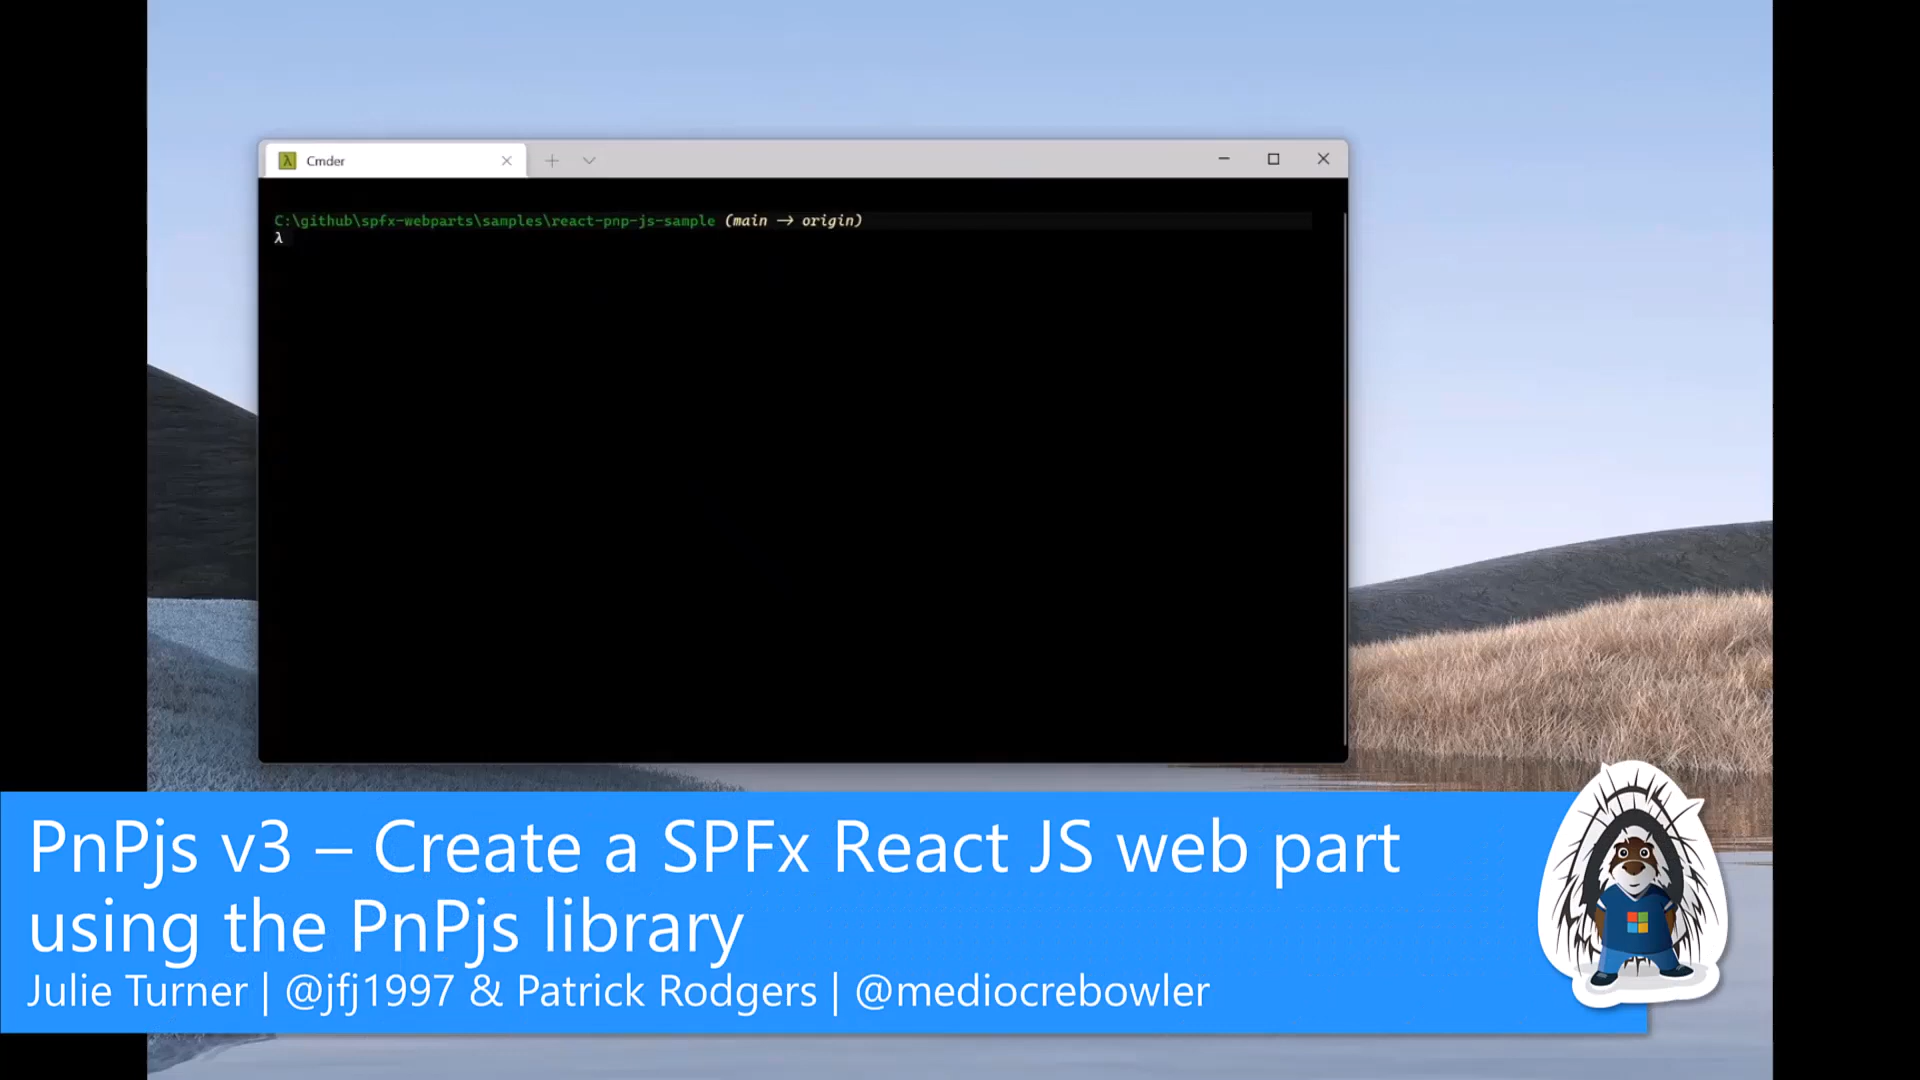 Cmder
C:\github\spfx-webparts\samples\react-pnp-js-sample (main → origin)
λ
PnPjs v3 – Create a SPFx React JS web part
using the PnPjs library
Julie Turner | @jfj1997 & Patrick Rodgers | @mediocrebowler